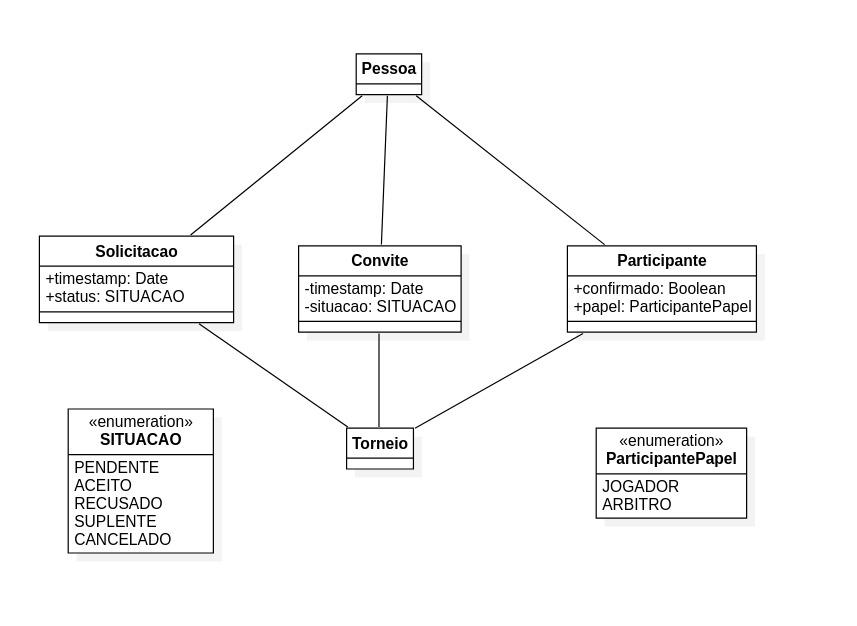 Pessoa
Solicitacao
+timestamp: Date
+status: SITUACAO
Convite
-timestamp: Date
-situacao: SITUACAO
Participante
+confirmado: Boolean
+papel: ParticipantePapel
«enumeration»
SITUACAO
PENDENTE
ACEITO
RECUSADO
SUPLENTE
CANCELADO
Torneio
«enumeration»
ParticipantePapel
JOGADOR
ARBITRO